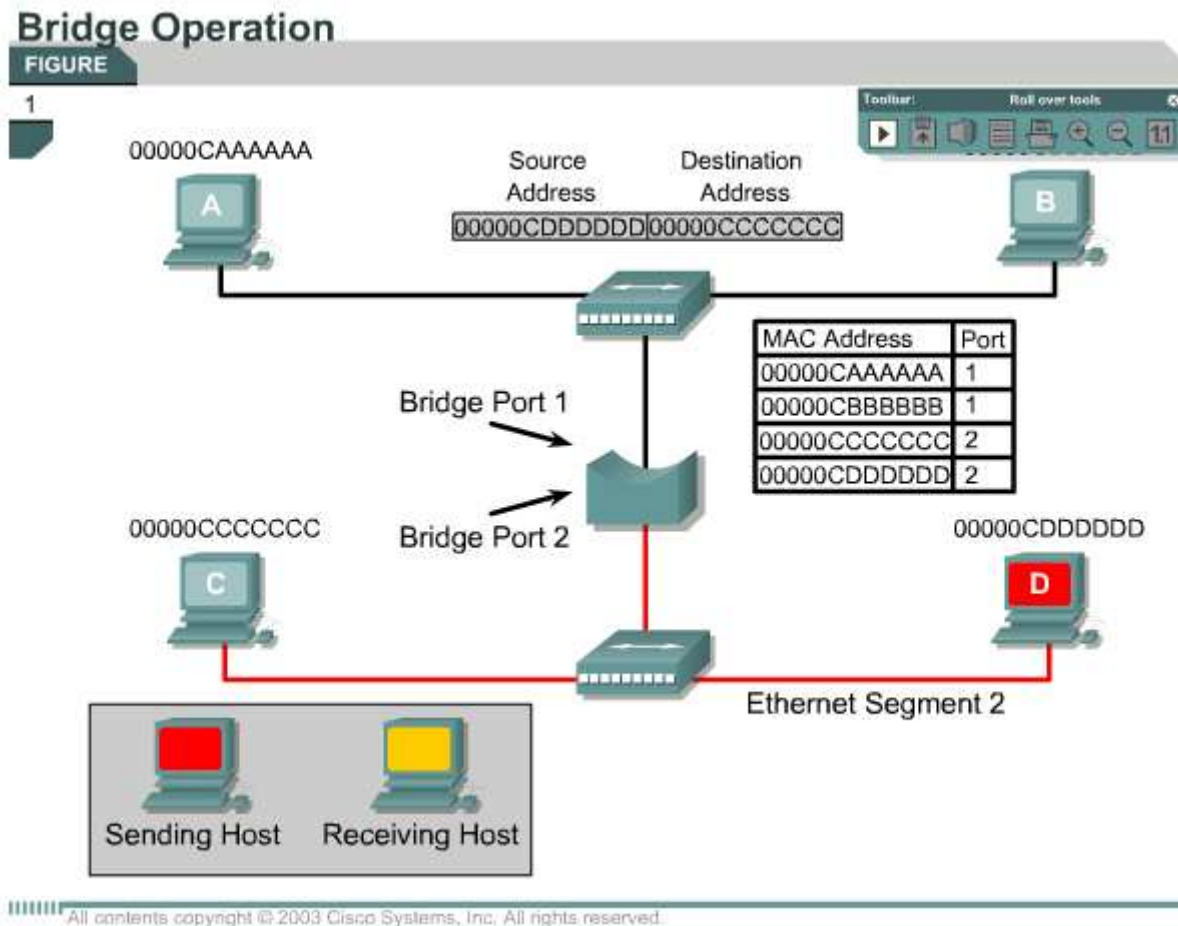 Bridge Operation
FIGURE
1
Toolbar: Roll over tools
1:1
00000CAAAAAA
Source Address
Destination Address
00000CDDDDDD 00000CCCCCCC
A
B
MAC Address Port
00000CAAAAAA 1
00000CBBBBBB 1
00000CCCCCCC 2
00000CDDDDDD 2
Bridge Port 1
Bridge Port 2
00000CCCCCCC
00000CDDDDDD
C
D
Ethernet Segment 2
Sending Host
Receiving Host
All contents copyright © 2003 Cisco Systems, Inc. All rights reserved.